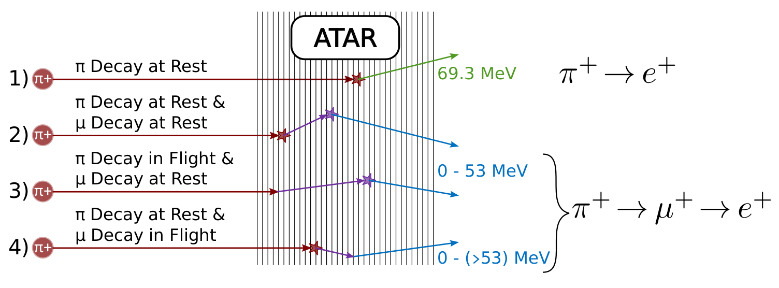 ATAR
1) π+ π Decay at Rest
69.3 MeV
π⁺ → e⁺
2) π+ π Decay at Rest &
μ Decay at Rest
0 - 53 MeV
3) π+ π Decay in Flight &
μ Decay at Rest
π⁺ → μ⁺ → e⁺
4) π+ π Decay at Rest &
μ Decay in Flight
0 - (>53) MeV